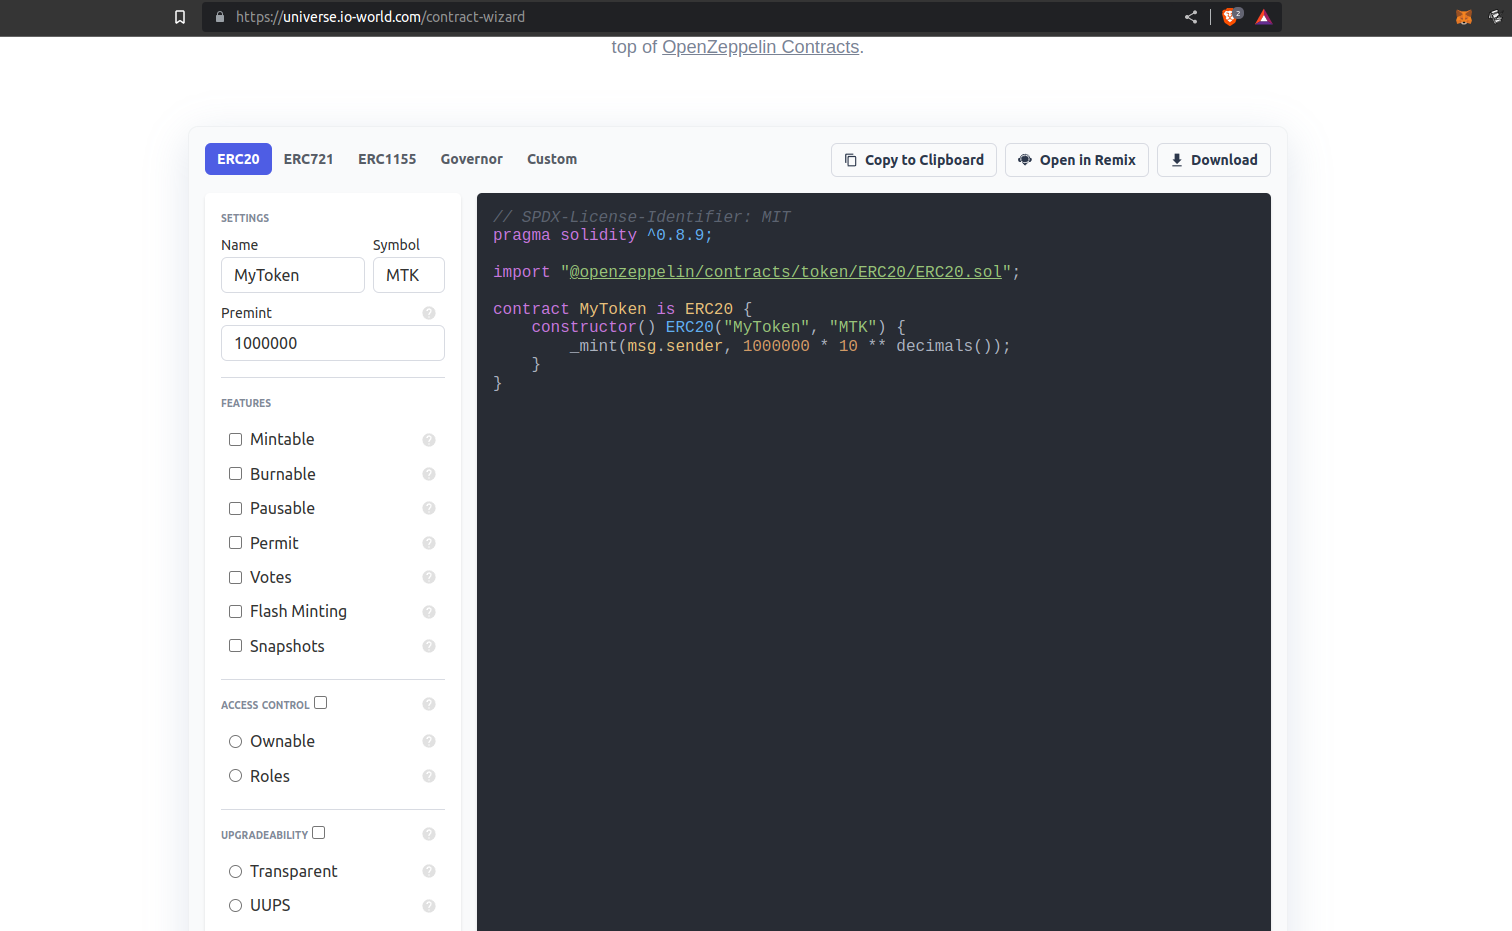 https://universe.io-world.com/contract-wizard
2
top of OpenZeppelin Contracts.
ERC20 ERC721 ERC1155 Governor Custom
Copy to Clipboard Open in Remix Download
SETTINGS
Name Symbol
MyToken MTK
Premint ?
1000000
FEATURES
Mintable ?
Burnable ?
Pausable ?
Permit ?
Votes ?
Flash Minting ?
Snapshots ?
ACCESS CONTROL ?
Ownable ?
Roles ?
UPGRADEABILITY ?
Transparent ?
UUPS ?
// SPDX-License-Identifier: MIT
pragma solidity ^0.8.9;
import "@openzeppelin/contracts/token/ERC20/ERC20.sol";
contract MyToken is ERC20 {
constructor() ERC20("MyToken", "MTK") {
_mint(msg.sender, 1000000 * 10 ** decimals());
}
}